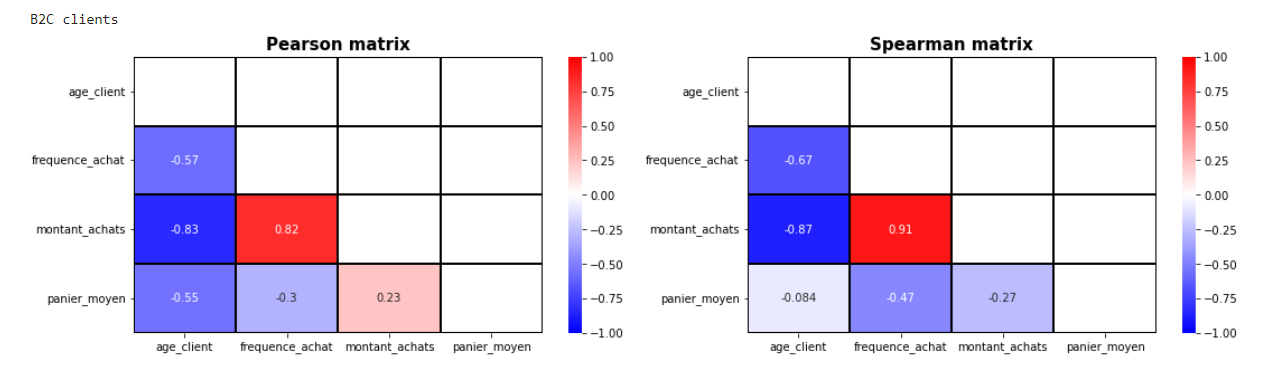 B2C clients
Pearson matrix
age_client
frequence_achat
montant_achats
panier_moyen
-0.57
-0.83 0.82
-0.55 -0.3 0.23
age_client frequence_achat montant_achats panier_moyen
1.00
0.75
0.50
0.25
0.00
−0.25
−0.50
−0.75
−1.00
Spearman matrix
age_client
frequence_achat
montant_achats
panier_moyen
-0.67
-0.87 0.91
-0.084 -0.47 -0.27
age_client frequence_achat montant_achats panier_moyen
1.00
0.75
0.50
0.25
0.00
−0.25
−0.50
−0.75
−1.00